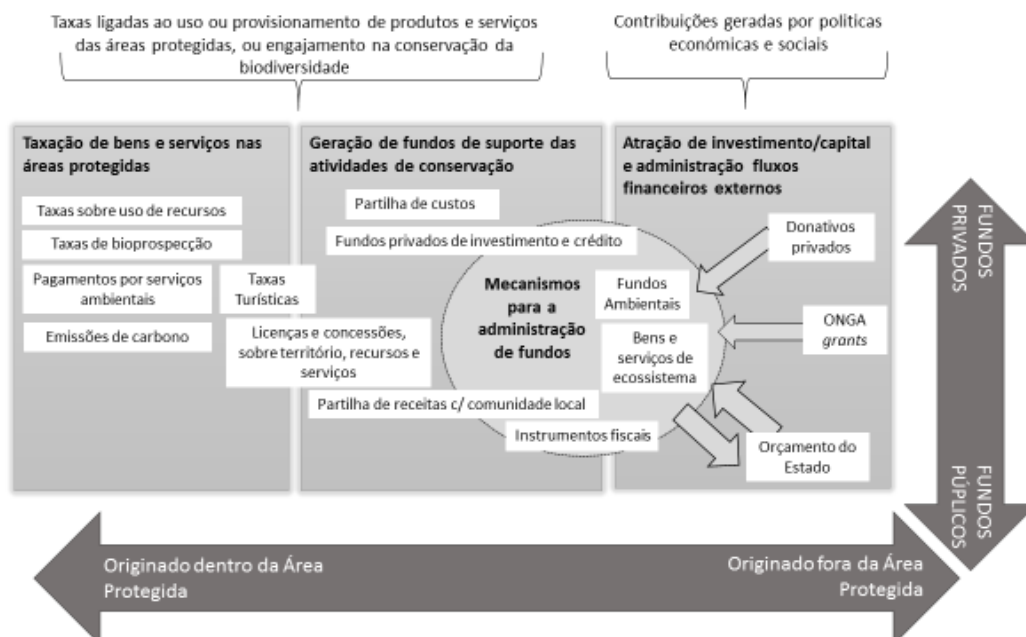 Taxas ligadas ao uso ou provisionamento de produtos e serviços
das áreas protegidas, ou engajamento na conservação da
biodiversidade
Contribuições geradas por políticas
económicas e sociais
Taxação de bens e serviços nas
áreas protegidas
Taxas sobre uso de recursos
Taxas de bioprospecção
Pagamentos por serviços
ambientais
Emissões de carbono
Taxas
Turísticas
Licenças e concessões,
sobre território, recursos e
serviços
Geração de fundos de suporte das
atividades de conservação
Partilha de custos
Fundos privados de investimento e crédito
Mecanismos
para a
administração
de fundos
Partilha de receitas c/ comunidade local
Instrumentos fiscais
Atração de investimento/capital
e administração fluxos
financeiros externos
Fundos
Ambientais
Bens e
serviços de
ecossistema
Donativos
privados
ONGA
grants
Orçamento do
Estado
FUNDOS
PRIVADOS
FUNDOS
PÚPLICOS
Originado dentro da Área
Protegida
Originado fora da Área
Protegida